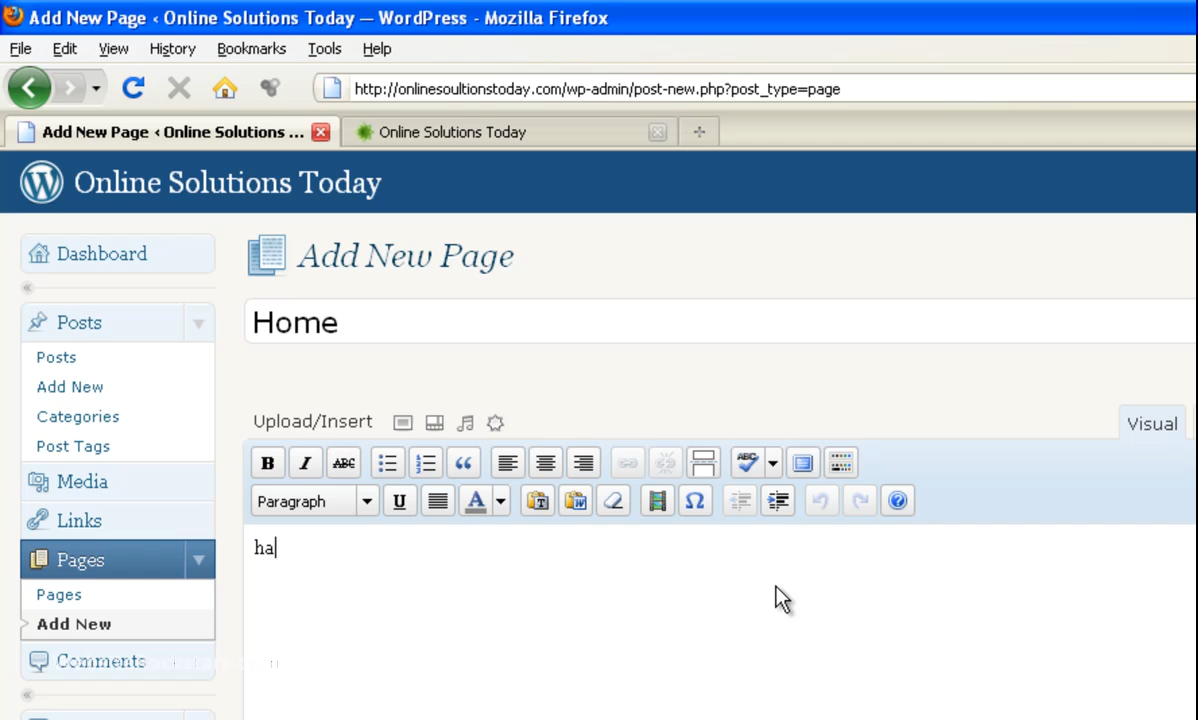 Add New Page ‹ Online Solutions Today — WordPress - Mozilla Firefox
File Edit View History Bookmarks Tools Help
http://onlinesoultionstoday.com/wp-admin/post-new.php?post_type=page
Add New Page ‹ Online Solutions ... Online Solutions Today
Online Solutions Today
Dashboard
Add New Page
Posts
Home
Posts
Add New
Categories
Upload/Insert
Visual
Post Tags
B I ABC ABC
Media
Paragraph U A T W Ω ?
Links
ha
Pages
Pages
Add New
Comments